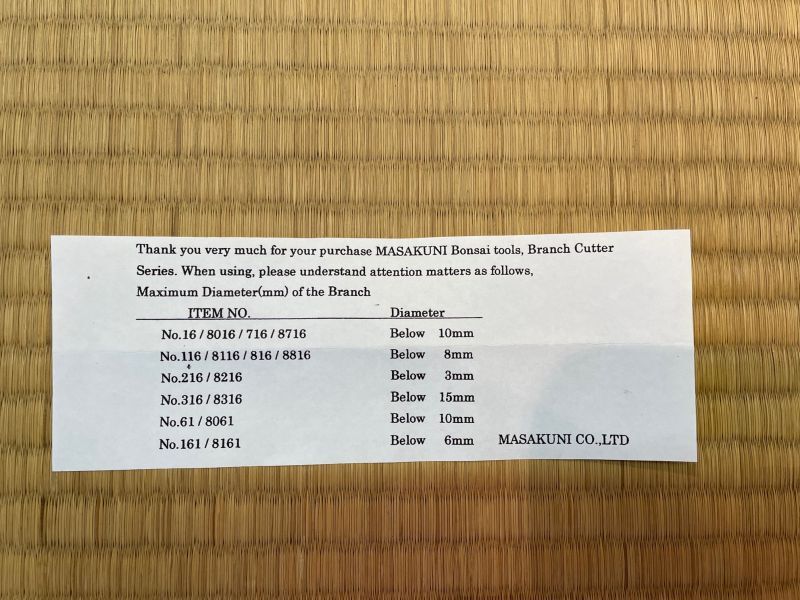 Thank you very much for your purchase MASAKUNI Bonsai tools, Branch Cutter
Series. When using, please understand attention matters as follows,
Maximum Diameter(mm) of the Branch
ITEM NO. Diameter
No.16 / 8016 / 716 / 8716 Below 10mm
No.116 / 8116 / 816 / 8816 Below 8mm
No.216 / 8216 Below 3mm
No.316 / 8316 Below 15mm
No.61 / 8061 Below 10mm
No.161 / 8161 Below 6mm MASAKUNI CO.,LTD